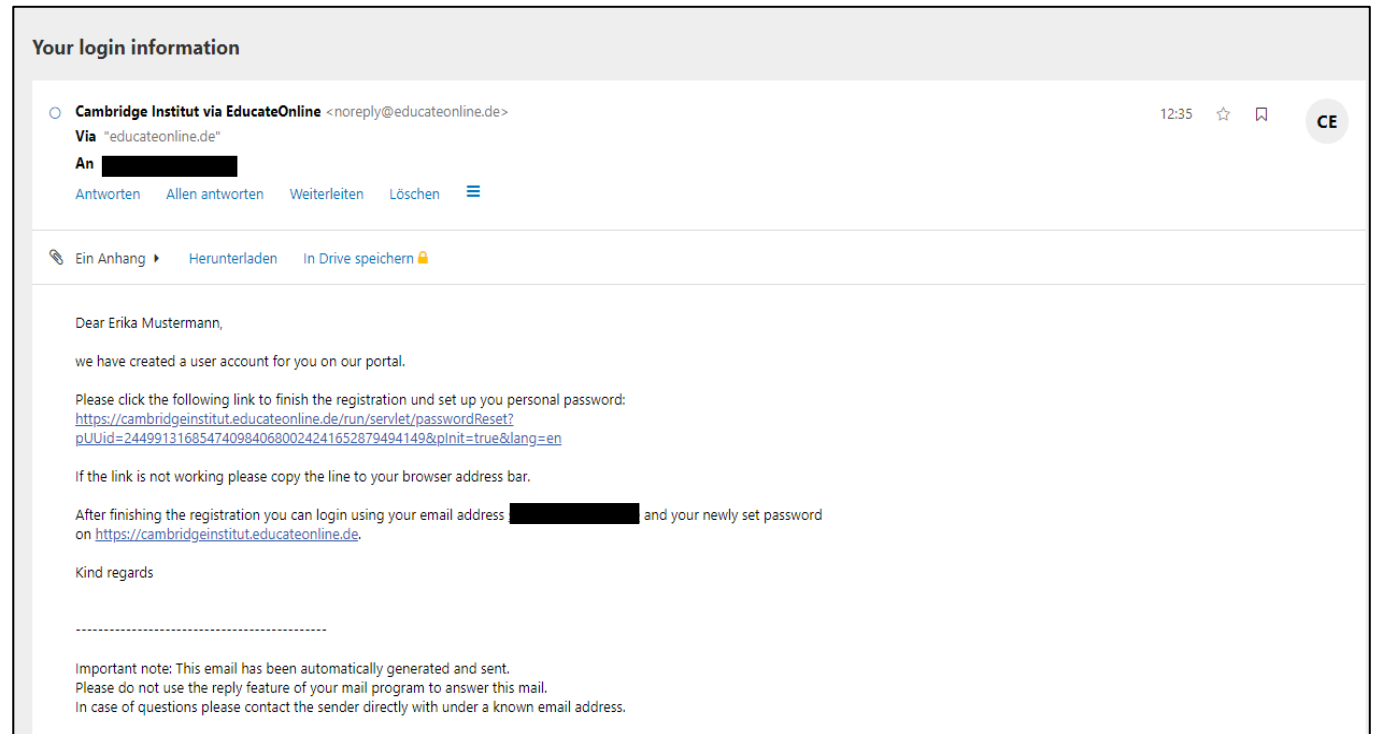 Your login information
Cambridge Institut via EducateOnline <noreply@educateonline.de>
12:35
CE
Via "educateonline.de"
An
Antworten Allen antworten Weiterleiten Löschen
Ein Anhang Herunterladen In Drive speichern
Dear Erika Mustermann,
we have created a user account for you on our portal.
Please click the following link to finish the registration und set up you personal password:
https://cambridgeinstitut.educateonline.de/run/servlet/passwordReset?
pUUid=24499131685474098406800242416528794941​49&pInit=true&lang=en
If the link is not working please copy the line to your browser address bar.
After finishing the registration you can login using your email address and your newly set password
on https://cambridgeinstitut.educateonline.de.
Kind regards
---------------------------------------------
Important note: This email has been automatically generated and sent.
Please do not use the reply feature of your mail program to answer this mail.
In case of questions please contact the sender directly with under a known email address.